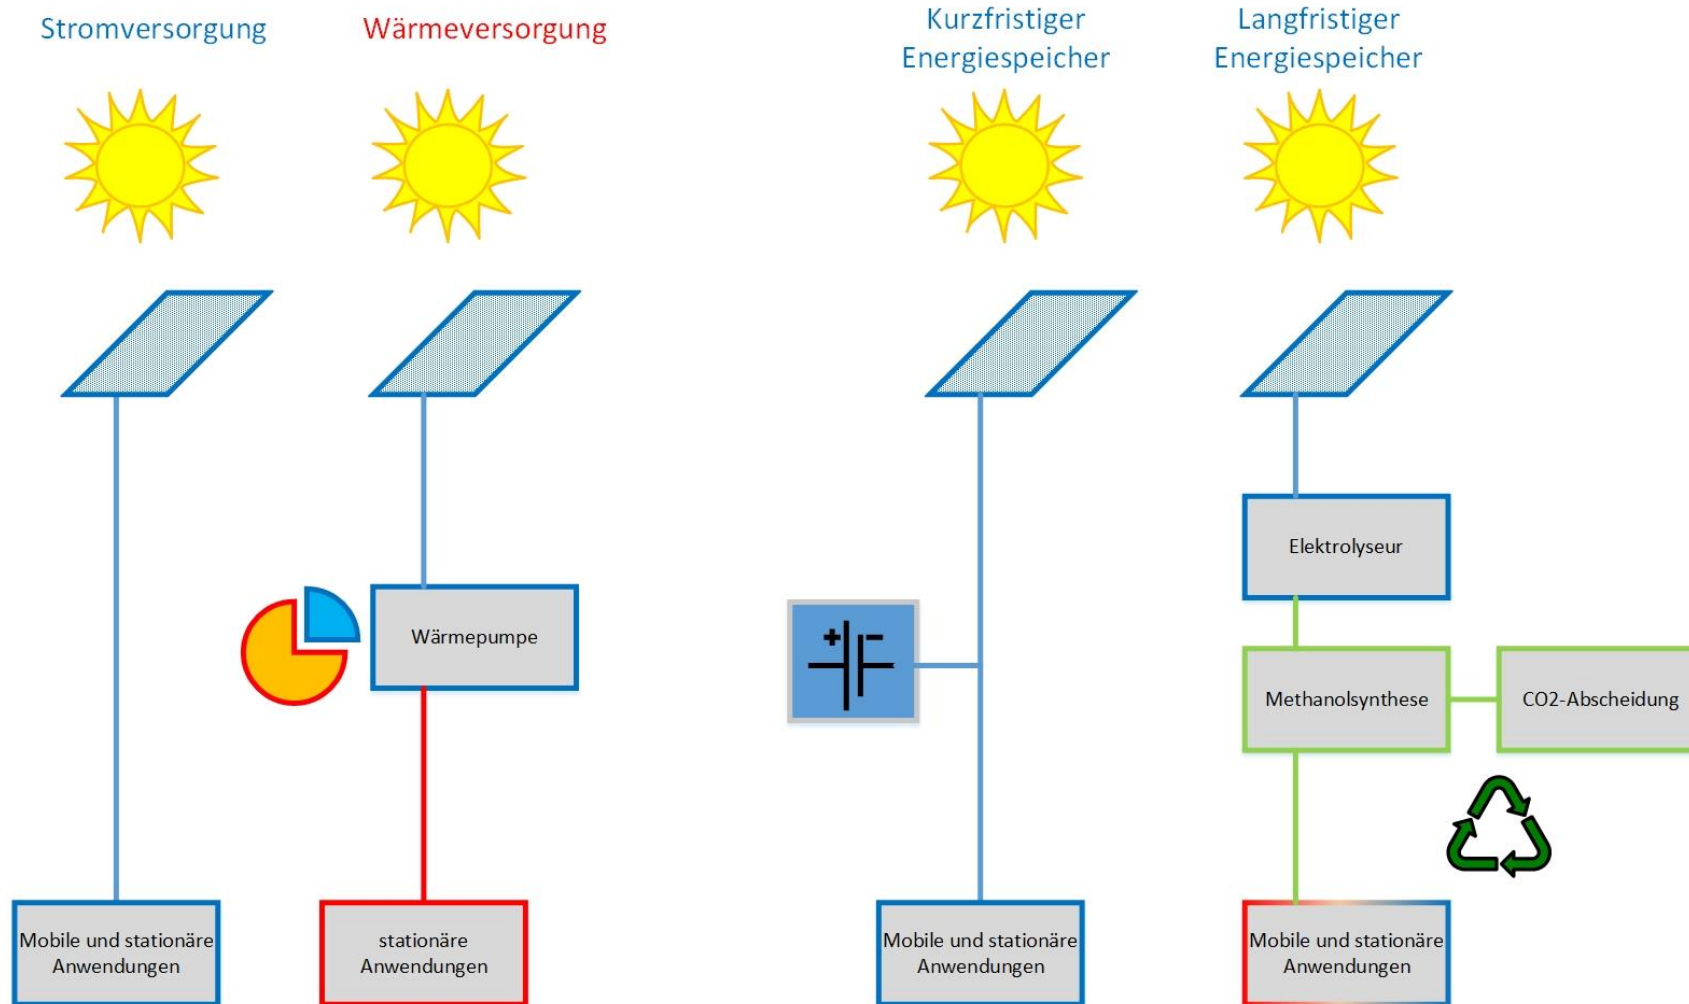 Stromversorgung
Wärmeversorgung
Kurzfristiger
Energiespeicher
Langfristiger
Energiespeicher
Elektrolyseur
Wärmepumpe
+ -
Methanolsynthese
CO2-Abscheidung
Mobile und stationäre
Anwendungen
stationäre
Anwendungen
Mobile und stationäre
Anwendungen
Mobile und stationäre
Anwendungen